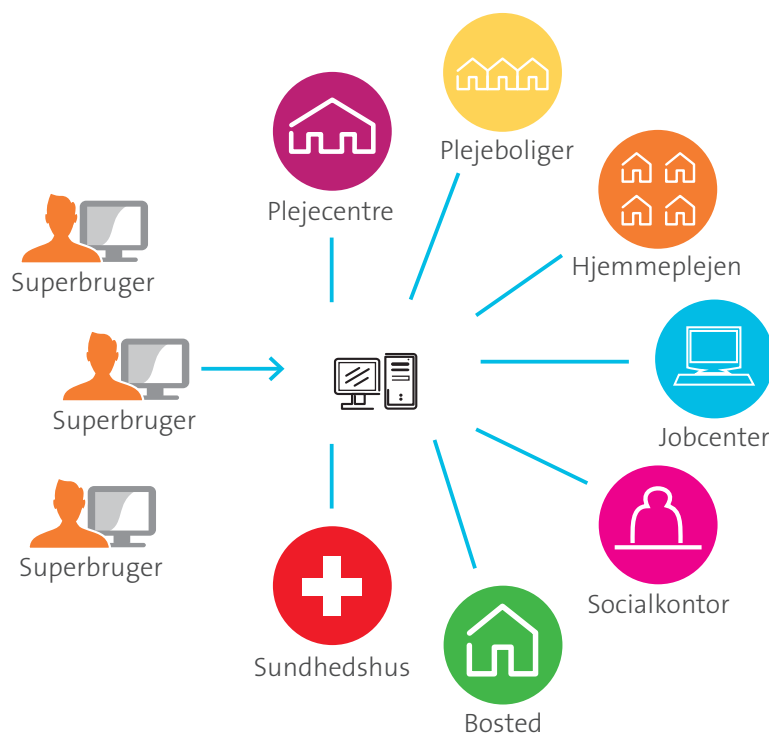 Plejeboliger
Plejecentre
Hjemmeplejen
Superbruger
Superbruger
Jobcenter
Superbruger
Socialkontor
Sundhedshus
Bosted